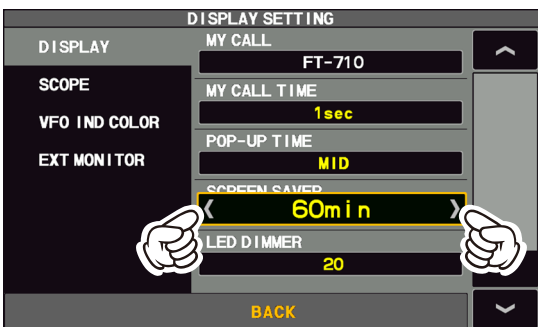 DISPLAY SETTING
DISPLAY
SCOPE
VFO IND COLOR
EXT MONITOR
MY CALL
FT-710
MY CALL TIME
1sec
POP-UP TIME
MID
SCREEN SAVER
60min
LED DIMMER
20
BACK